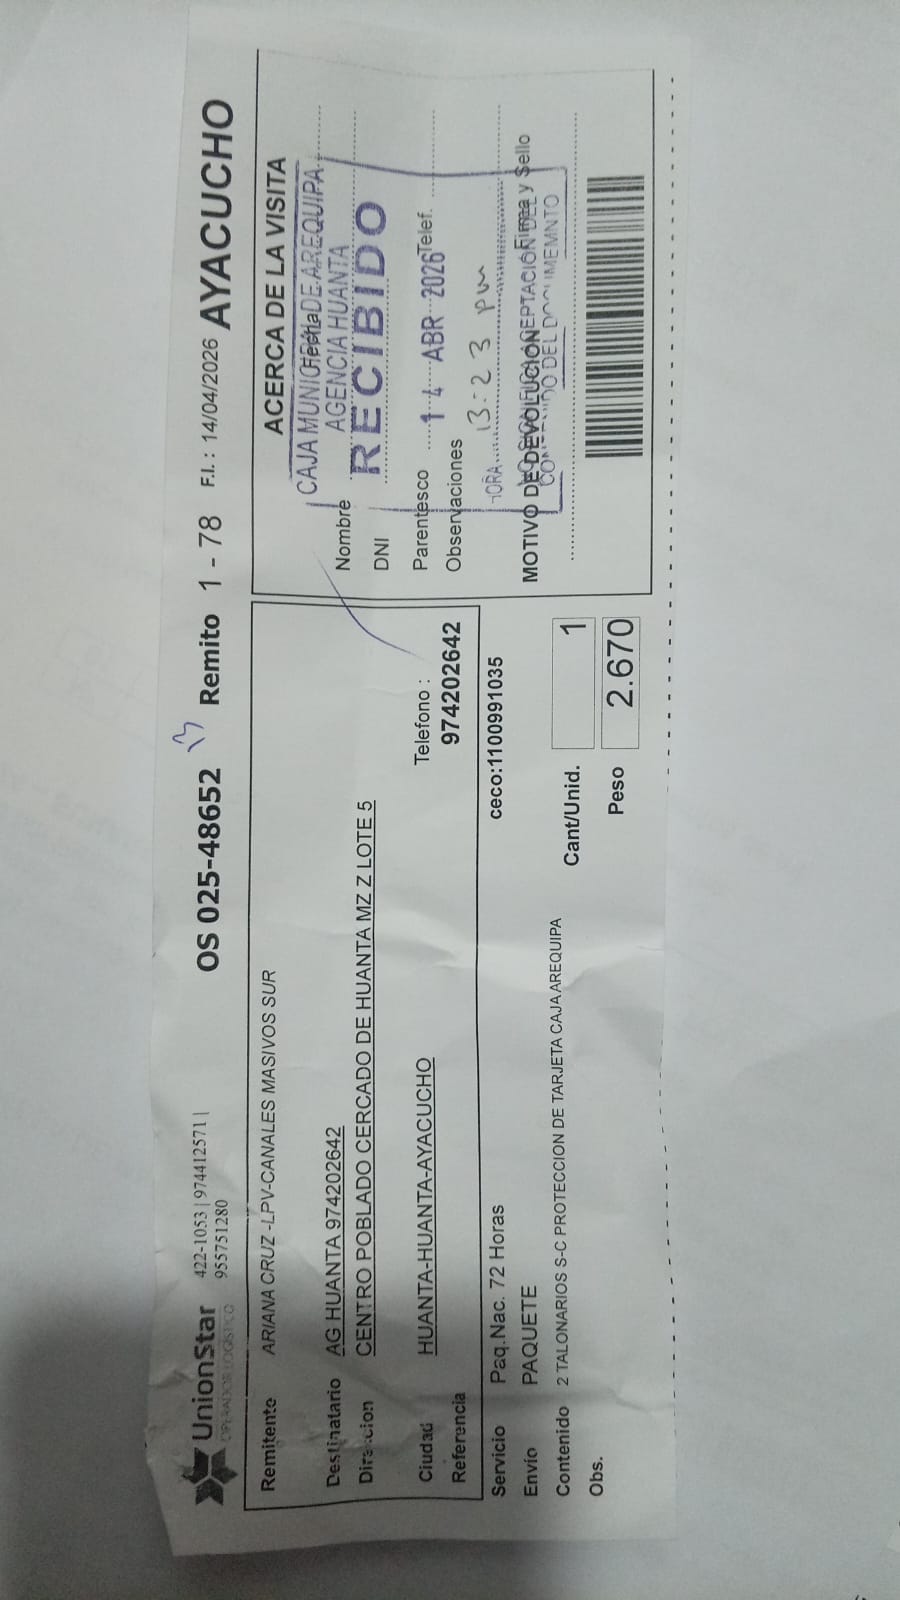 UnionStar
OPERADOR LOGISTICO
422-1053 | 974412571 |
955751280
OS 025-48652
Remito 1 - 78 F.I.: 14/04/2026 AYACUCHO
Remitente ARIANA CRUZ -LPV-CANALES MASIVOS SUR
Destinatario AG HUANTA 974202642
Direccion CENTRO POBLADO CERCADO DE HUANTA MZ Z LOTE 5
Ciudad HUANTA-HUANTA-AYACUCHO
Telefono :
Referencia
974202642
Servicio Paq.Nac. 72 Horas
ceco:1100991035
Envío PAQUETE
Contenido 2 TALONARIOS S-C PROTECCION DE TARJETA CAJA AREQUIPA
Cant/Unid. 1
Obs.
Peso 2.670
ACERCA DE LA VISITA
Fecha
Nombre
DNI
Parentesco
Telef.
Observaciones
Firma y Sello
MOTIVO DE DEVOLUCIÓN
CAJA MUNICIPAL DE AREQUIPA
AGENCIA HUANTA
RECIBIDO
14 ABR 2026
HORA 13:23 pm